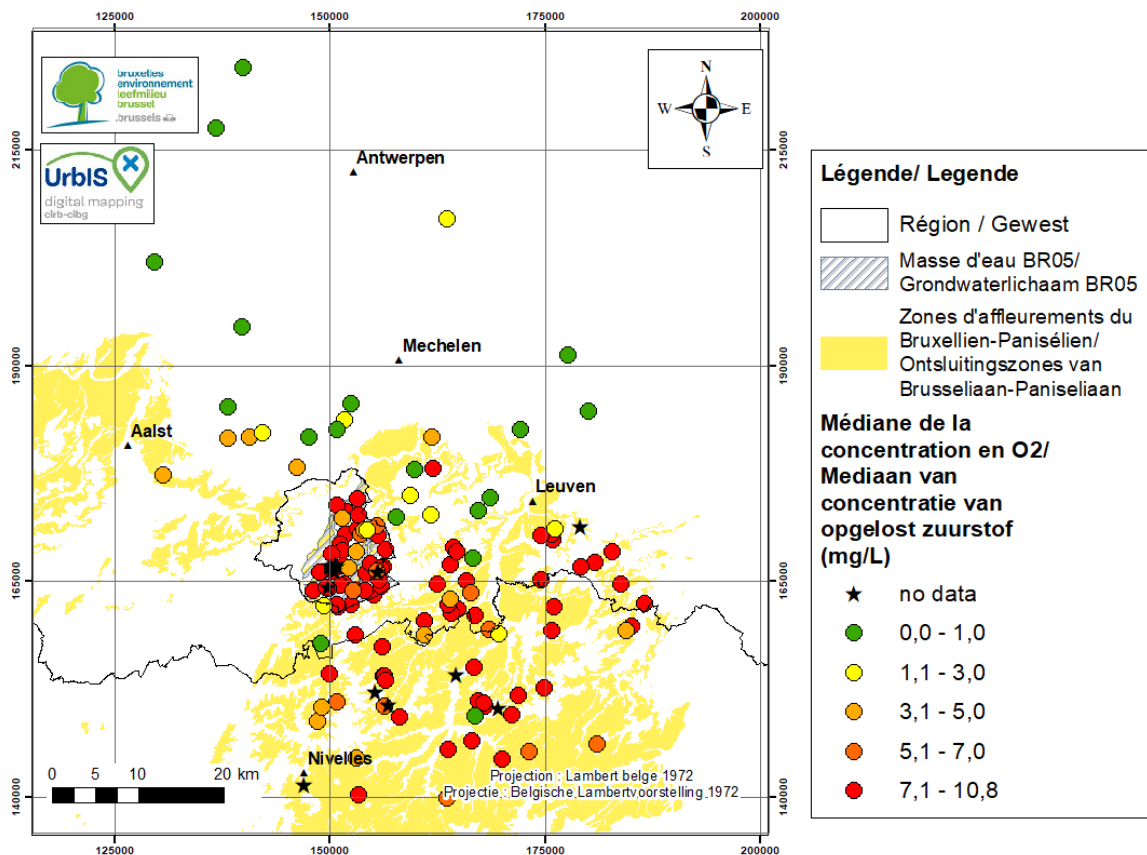 125000 150000 175000 200000
bruxelles
environnement
leefmilieu
brussel
.brussels
UrbIS
digital mapping
cirb-cibg
N
W E
S
215000 215000
Antwerpen
Mechelen
190000 190000
Aalst
Leuven
165000 165000
Nivelles
0 5 10 20 km
Projection : Lambert belge 1972
Projectie : Belgische Lambertvoorstelling 1972
140000 140000
125000 150000 175000 200000
Légende/ Legende
Région / Gewest
Masse d'eau BR05/
Grondwaterlichaam BR05
Zones d'affleurements du
Bruxellien-Panisélien/
Ontsluitingszones van
Brusseliaan-Paniseliaan
Médiane de la
concentration en O2/
Mediaan van
concentratie van
opgelost zuurstof
(mg/L)
no data
0,0 - 1,0
1,1 - 3,0
3,1 - 5,0
5,1 - 7,0
7,1 - 10,8